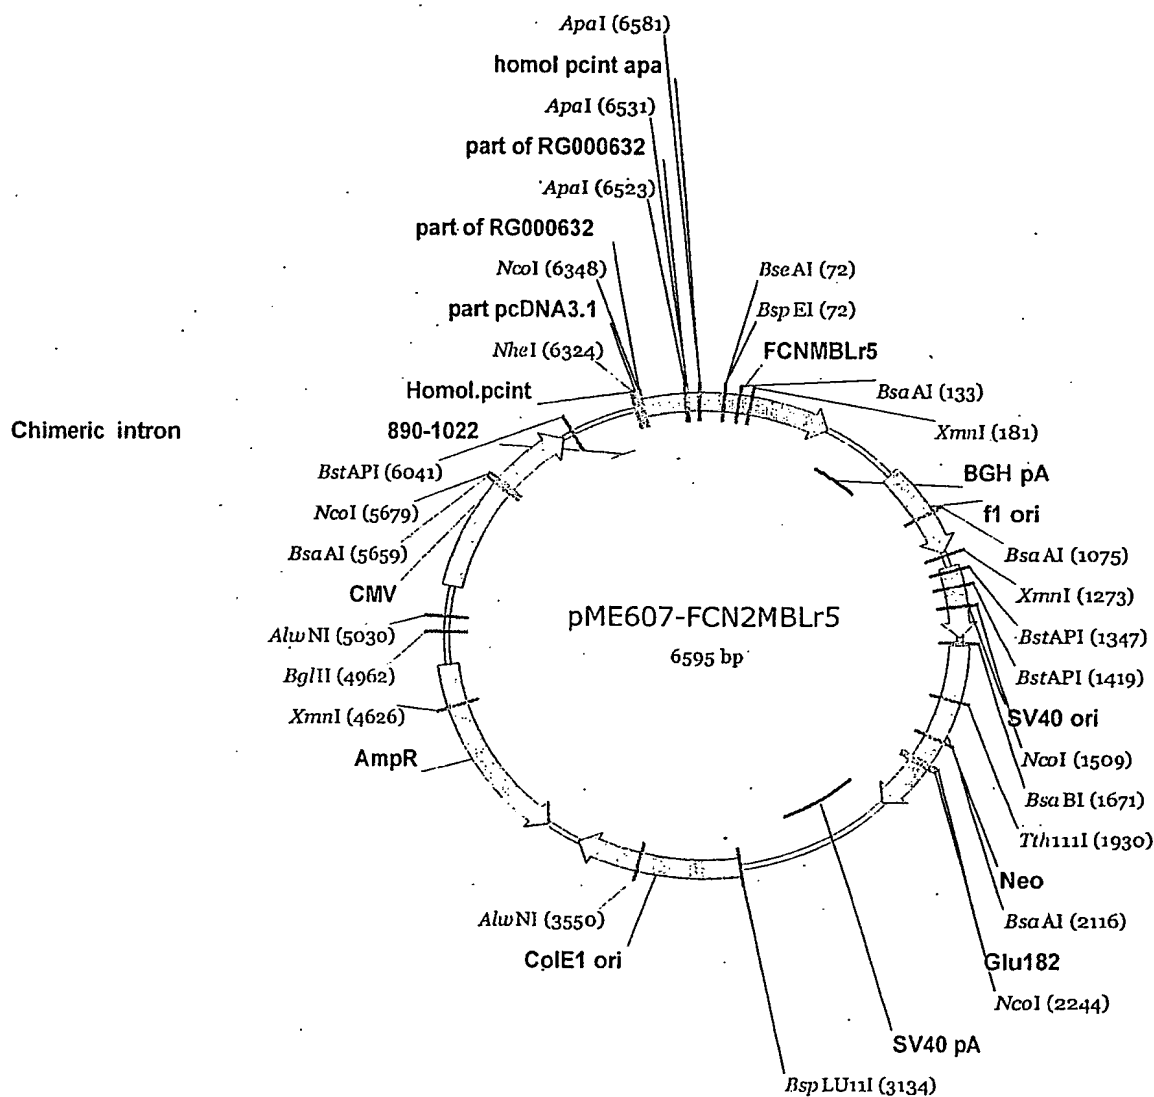 ApaI (6581)
homol pcint apa
ApaI (6531)
part of RG000632
ApaI (6523)
part of RG000632
NcoI (6348)
part pcDNA3.1
NheI (6324)
Homol.pcint
Chimeric intron
890-1022
BstAPI (6041)
NcoI (5679)
BsaAI (5659)
CMV
AlwNI (5030)
BglII (4962)
XmnI (4626)
AmpR
AlwNI (3550)
ColE1 ori
BseAI (72)
BspEI (72)
FCNMBLr5
BsaAI (133)
XmnI (181)
BGH pA
f1 ori
BsaAI (1075)
XmnI (1273)
BstAPI (1347)
BstAPI (1419)
SV40 ori
NcoI (1509)
BsaBI (1671)
Tth111I (1930)
Neo
BsaAI (2116)
Glu182
NcoI (2244)
SV40 pA
BspLU11I (3134)
pME607-FCN2MBLr5
6595 bp